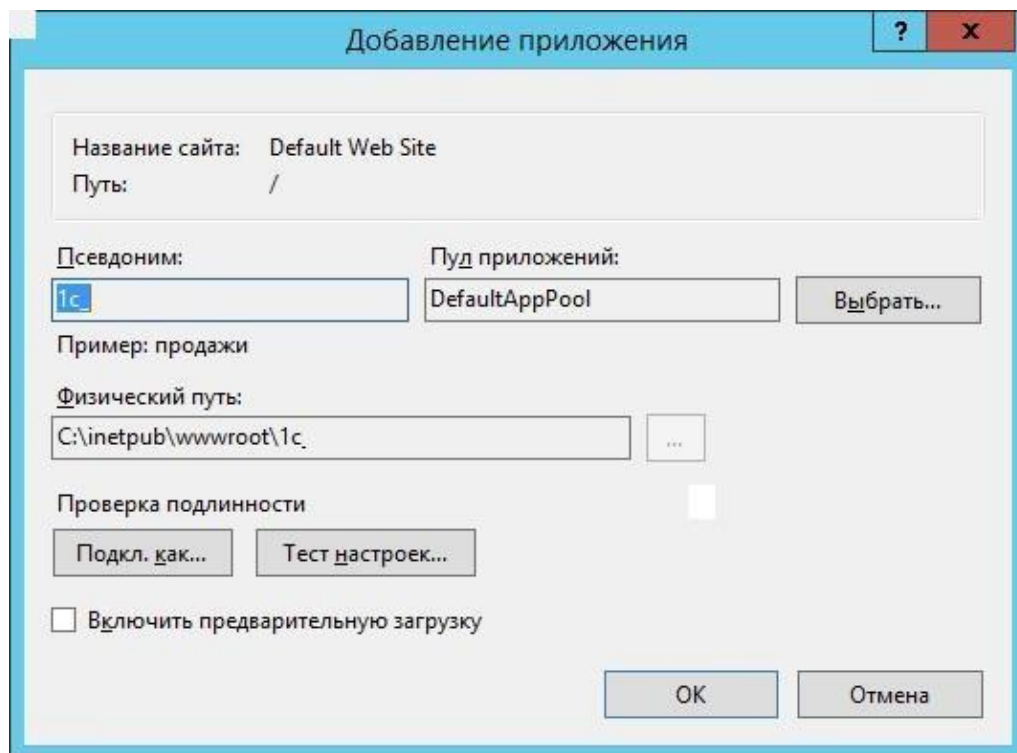 Добавление приложения
?
x
Название сайта: Default Web Site
Путь: /
Псевдоним: Пул приложений:
1c_ DefaultAppPool Выбрать...
Пример: продажи
Физический путь:
C:\inetpub\wwwroot\1c_ ...
Проверка подлинности
Подкл. как... Тест настроек...
Включить предварительную загрузку
OK Отмена